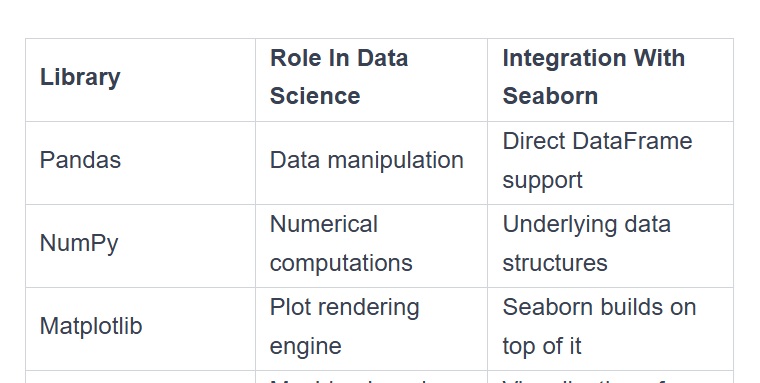 Library
Role In Data
Science
Integration With
Seaborn
Pandas
Data manipulation
Direct DataFrame
support
NumPy
Numerical
computations
Underlying data
structures
Matplotlib
Plot rendering
engine
Seaborn builds on
top of it